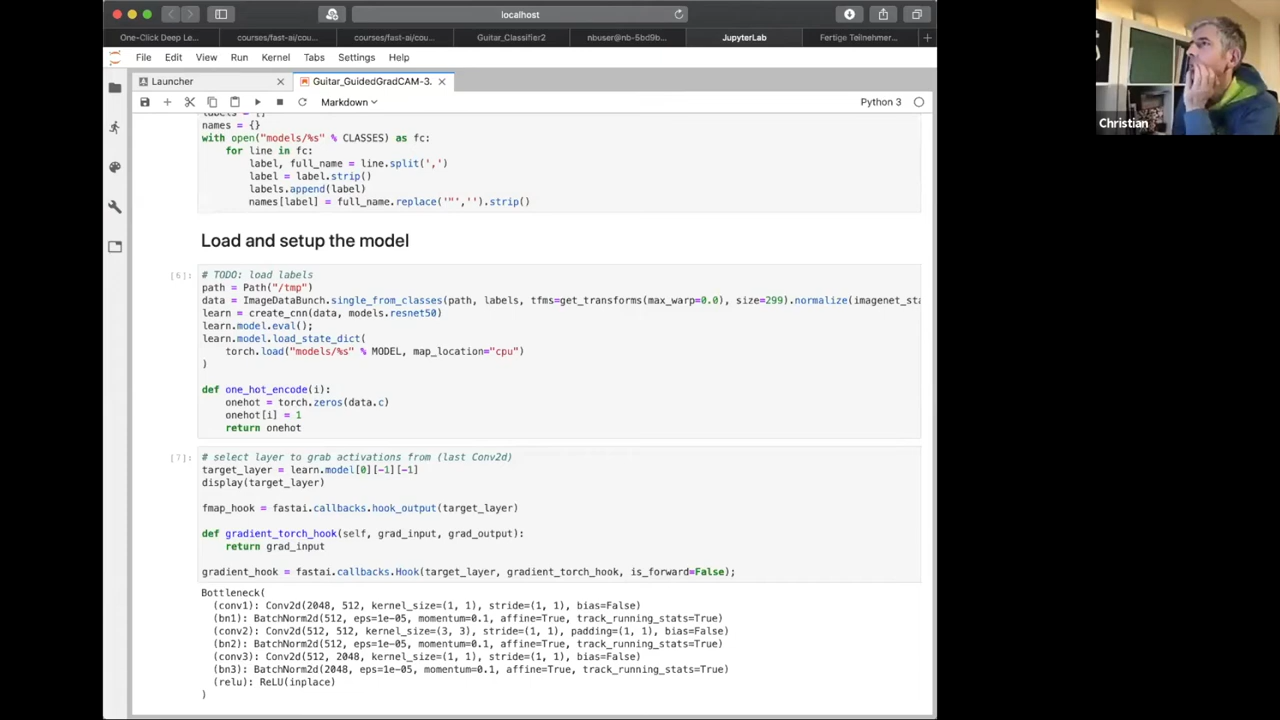 localhost
One-Click Deep Le...
courses/fast-ai/cou...
courses/fast-ai/cou...
Guitar_Classifier2
nbuser@nb-5bd9b...
JupyterLab
Fertige Teilnehmer...
File Edit View Run Kernel Tabs Settings Help
Launcher
Guitar_GuidedGradCAM-3.
Markdown
Python 3
names = {}
with open("models/%s" % CLASSES) as fc:
    for line in fc:
        label, full_name = line.split(',')
        label = label.strip()
        labels.append(label)
        names[label] = full_name.replace('"','').strip()
Load and setup the model
[6]:
# TODO: load labels
path = Path("/tmp")
data = ImageDataBunch.single_from_classes(path, labels, tfms=get_transforms(max_warp=0.0), size=299).normalize(imagenet_sta
learn = create_cnn(data, models.resnet50)
learn.model.eval();
learn.model.load_state_dict(
    torch.load("models/%s" % MODEL, map_location="cpu")
)
def one_hot_encode(i):
    onehot = torch.zeros(data.c)
    onehot[i] = 1
    return onehot
[7]:
# select layer to grab activations from (last Conv2d)
target_layer = learn.model[0][-1][-1]
display(target_layer)
fmap_hook = fastai.callbacks.hook_output(target_layer)
def gradient_torch_hook(self, grad_input, grad_output):
    return grad_input
gradient_hook = fastai.callbacks.Hook(target_layer, gradient_torch_hook, is_forward=False);
Bottleneck(
  (conv1): Conv2d(2048, 512, kernel_size=(1, 1), stride=(1, 1), bias=False)
  (bn1): BatchNorm2d(512, eps=1e-05, momentum=0.1, affine=True, track_running_stats=True)
  (conv2): Conv2d(512, 512, kernel_size=(3, 3), stride=(1, 1), padding=(1, 1), bias=False)
  (bn2): BatchNorm2d(512, eps=1e-05, momentum=0.1, affine=True, track_running_stats=True)
  (conv3): Conv2d(512, 2048, kernel_size=(1, 1), stride=(1, 1), bias=False)
  (bn3): BatchNorm2d(2048, eps=1e-05, momentum=0.1, affine=True, track_running_stats=True)
  (relu): ReLU(inplace)
)
Christian